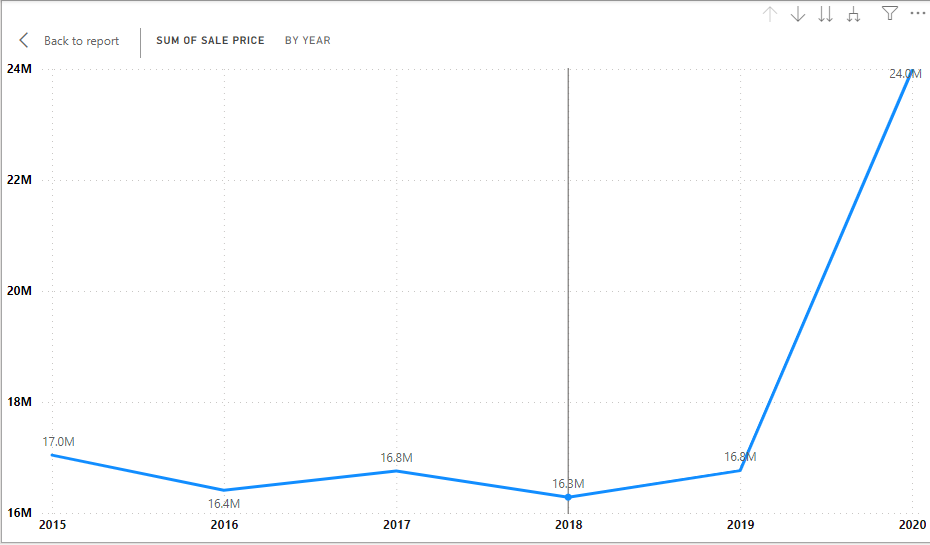 Back to report SUM OF SALE PRICE BY YEAR
24M
24.0M
22M
20M
18M
17.0M
16.8M
16.8M
16.3M
16.4M
16M
2015 2016 2017 2018 2019 2020